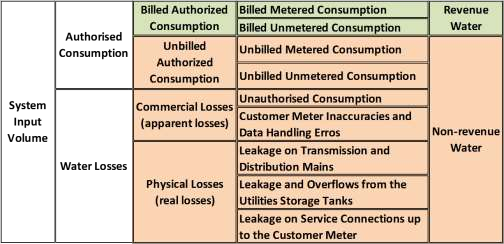 System
Input
Volume
Authorised
Consumption
Water Losses
Billed Authorized
Consumption
Unbilled
Authorized
Consumption
Commercial Losses
(apparent losses)
Physical Losses
(real losses)
Billed Metered Consumption
Billed Unmetered Consumption
Unbilled Metered Consumption
Unbilled Unmetered Consumption
Unauthorised Consumption
Customer Meter Inaccuracies and
Data Handling Erros
Leakage on Transmission and
Distribution Mains
Leakage and Overflows from the
Utilities Storage Tanks
Leakage on Service Connections up
to the Customer Meter
Revenue
Water
Non-revenue
Water